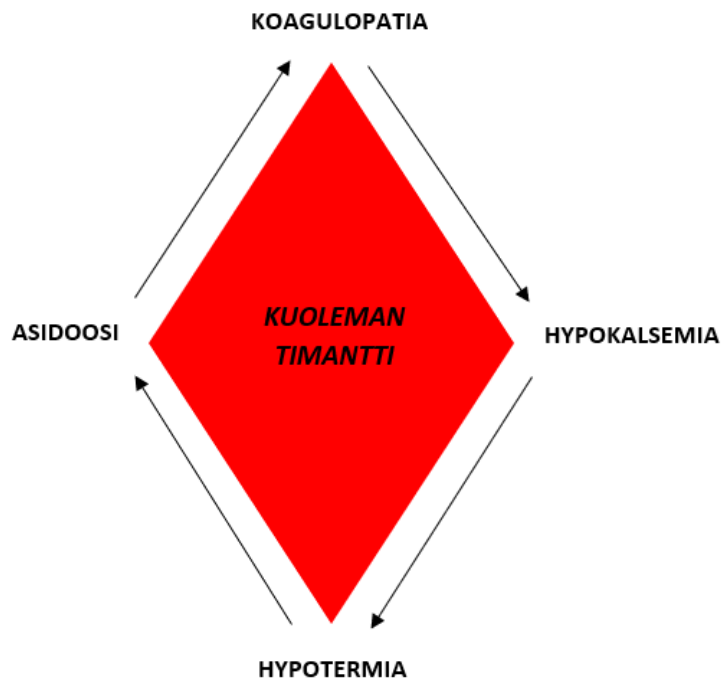 KOAGULOPATIA
KUOLEMAN
TIMANTTI
ASIDOOSI
HYPOKALSEMIA
HYPOTERMIA